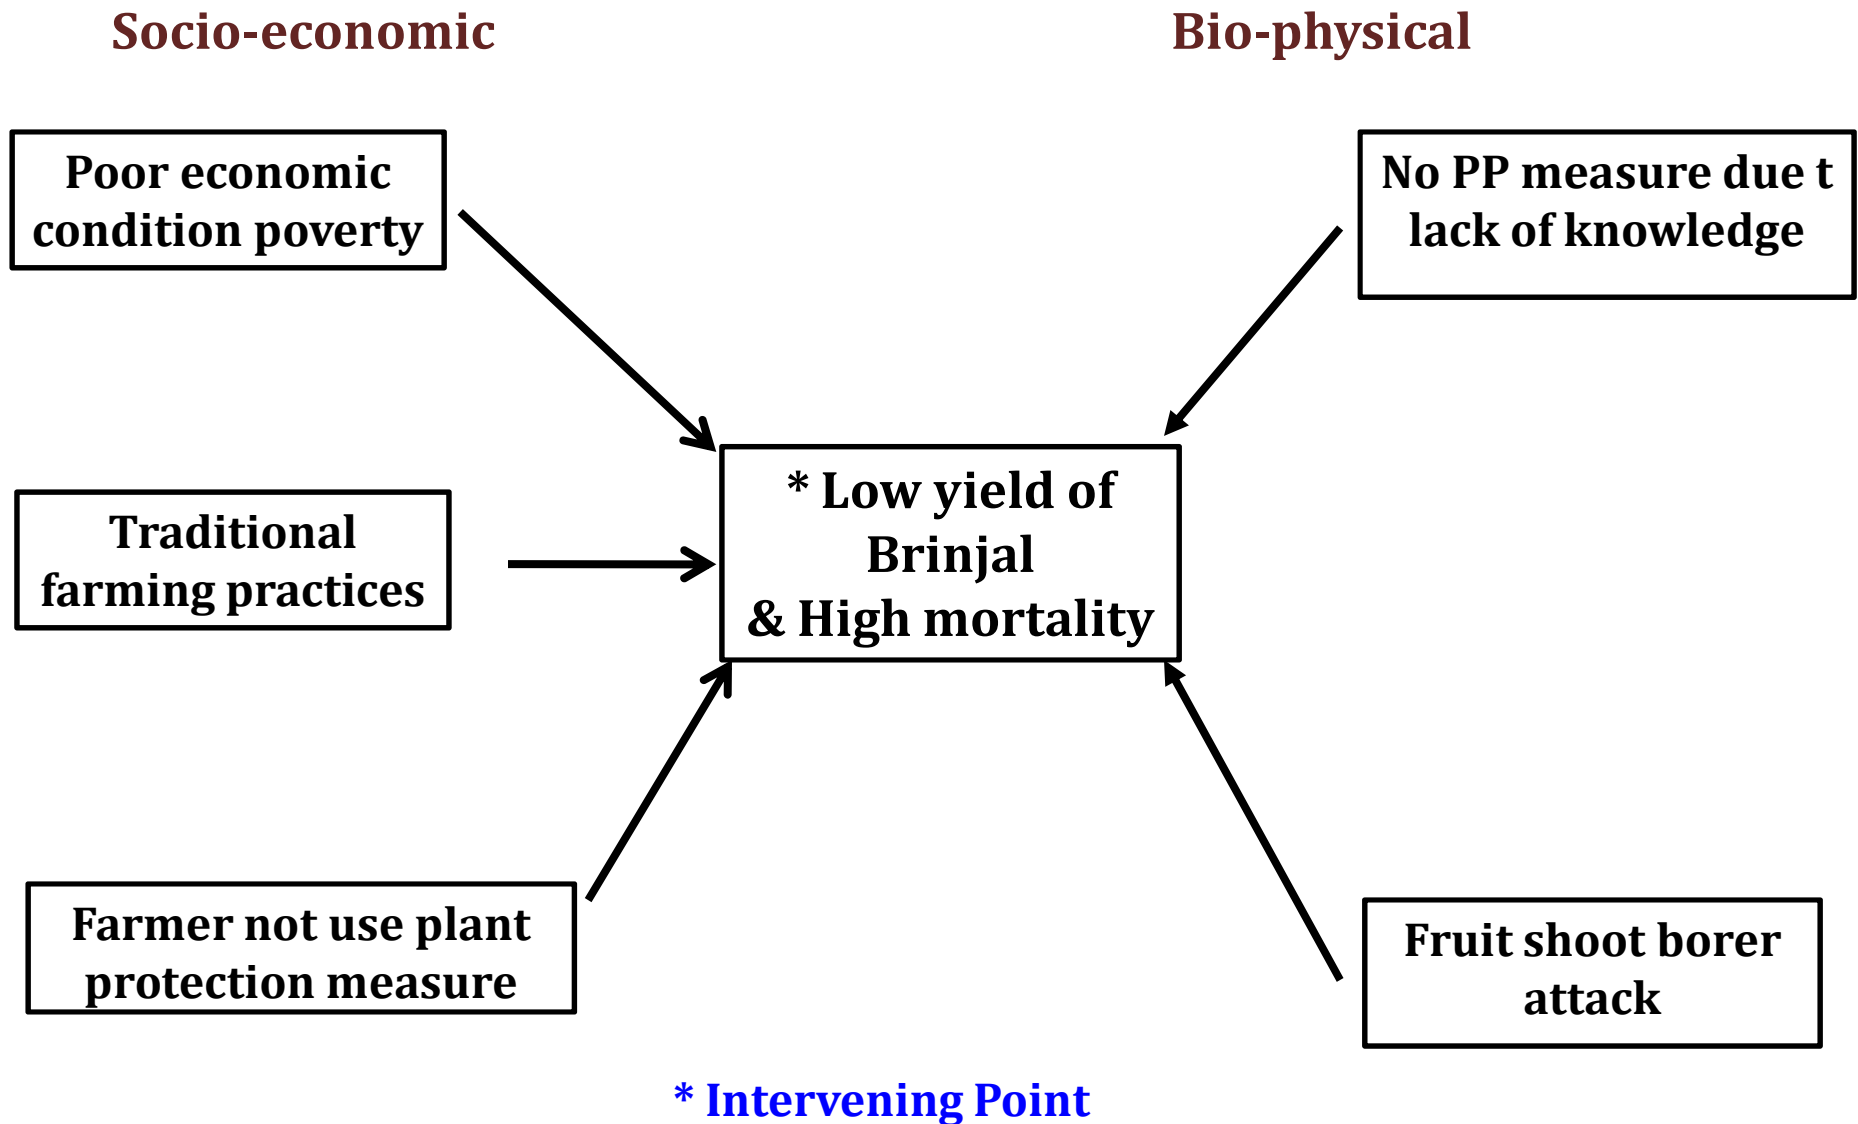 Socio-economic
Bio-physical
Poor economic
condition poverty
No PP measure due t
lack of knowledge
Traditional
farming practices
* Low yield of
Brinjal
& High mortality
Farmer not use plant
protection measure
Fruit shoot borer
attack
* Intervening Point